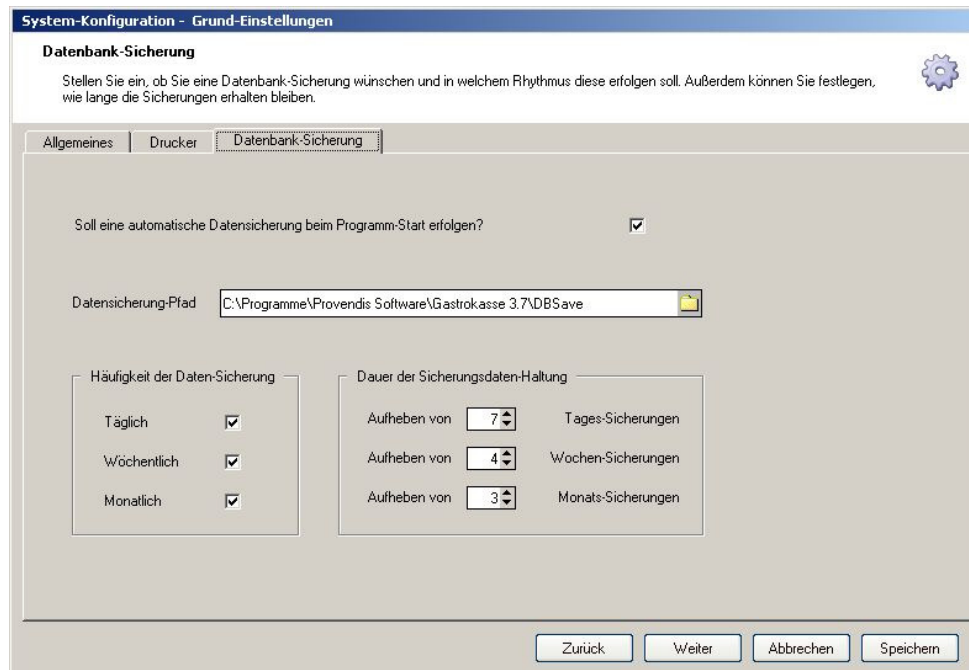 System-Konfiguration - Grund-Einstellungen
Datenbank-Sicherung
Stellen Sie ein, ob Sie eine Datenbank-Sicherung wünschen und in welchem Rhythmus diese erfolgen soll. Außerdem können Sie festlegen,
wie lange die Sicherungen erhalten bleiben.
Allgemeines Drucker Datenbank-Sicherung
Soll eine automatische Datensicherung beim Programm-Start erfolgen?
Datensicherung-Pfad C:\Programme\Provendis Software\Gastrokasse 3.7\DBSave
Häufigkeit der Daten-Sicherung
Täglich
Wöchentlich
Monatlich
Dauer der Sicherungsdaten-Haltung
Aufheben von 7 Tages-Sicherungen
Aufheben von 4 Wochen-Sicherungen
Aufheben von 3 Monats-Sicherungen
Zurück Weiter Abbrechen Speichern